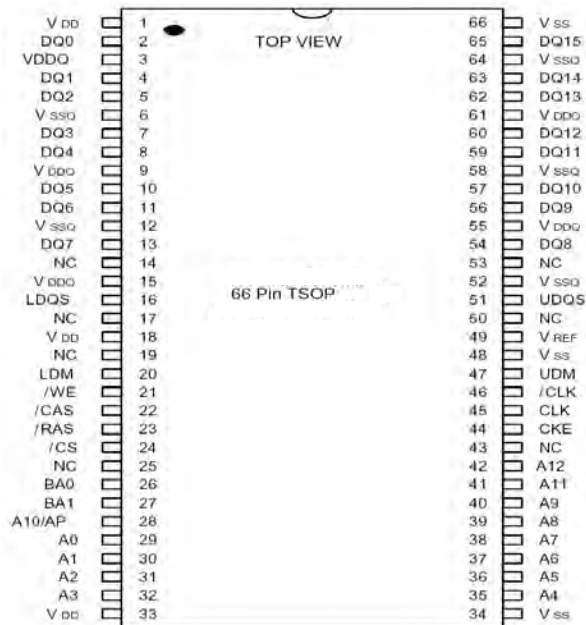 V DD 1 66 V SS
DQ0 2 TOP VIEW 65 DQ15
VDDQ 3 64 V SSQ
DQ1 4 63 DQ14
DQ2 5 62 DQ13
V SSQ 6 61 V DDQ
DQ3 7 60 DQ12
DQ4 8 59 DQ11
V DDQ 9 58 V SSQ
DQ5 10 57 DQ10
DQ6 11 56 DQ9
V SSQ 12 55 V DDQ
DQ7 13 54 DQ8
NC 14 53 NC
V DDQ 15 52 V SSQ
LDQS 16 66 Pin TSOP 51 UDQS
NC 17 50 NC
V DD 18 49 V REF
NC 19 48 V SS
LDM 20 47 UDM
/WE 21 46 /CLK
/CAS 22 45 CLK
/RAS 23 44 CKE
/CS 24 43 NC
NC 25 42 A12
BA0 26 41 A11
BA1 27 40 A9
A10/AP 28 39 A8
A0 29 38 A7
A1 30 37 A6
A2 31 36 A5
A3 32 35 A4
V DD 33 34 V SS